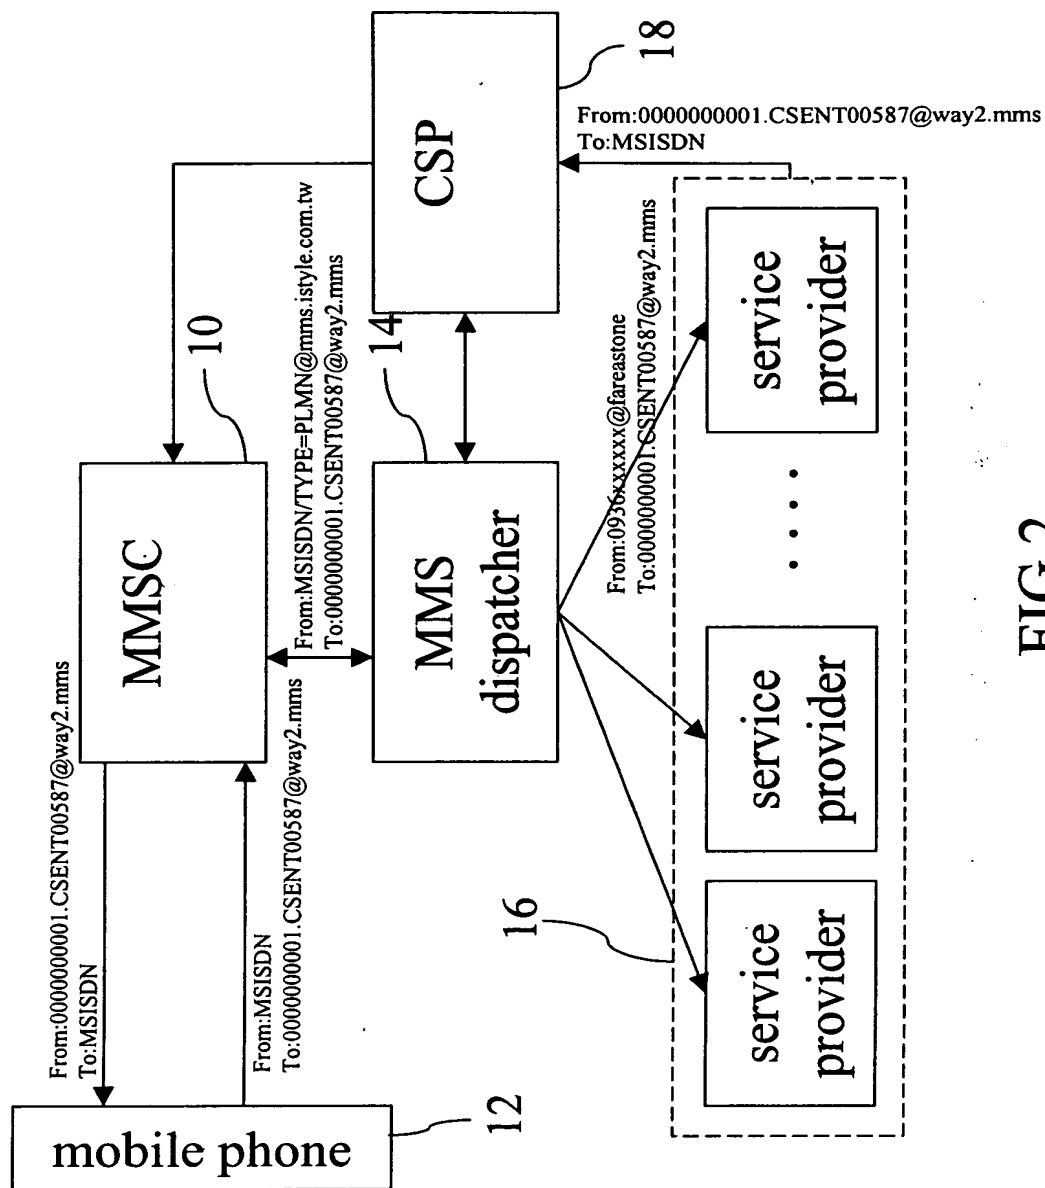 mobile phone
12
From:0000000001.CSENT00587@way2.mms
To:MSISDN
From:MSISDN
To:0000000001.CSENT00587@way2.mms
MMSC
10
From:MSISDN/TYPE=PLMN@mms.istyle.com.tw
To:0000000001.CSENT00587@way2.mms
MMS
dispatcher
14
CSP
18
From:0000000001.CSENT00587@way2.mms
To:MSISDN
From:0936xxxxxx@fareastone
To:0000000001.CSENT00587@way2.mms
16
service
provider
service
provider
. . . .
service
provider
FIG 2